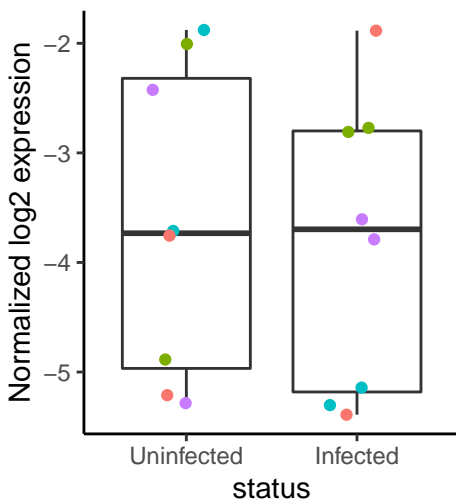 Normalized log2 expression
−2
−3
−4
−5
Uninfected Infected
status